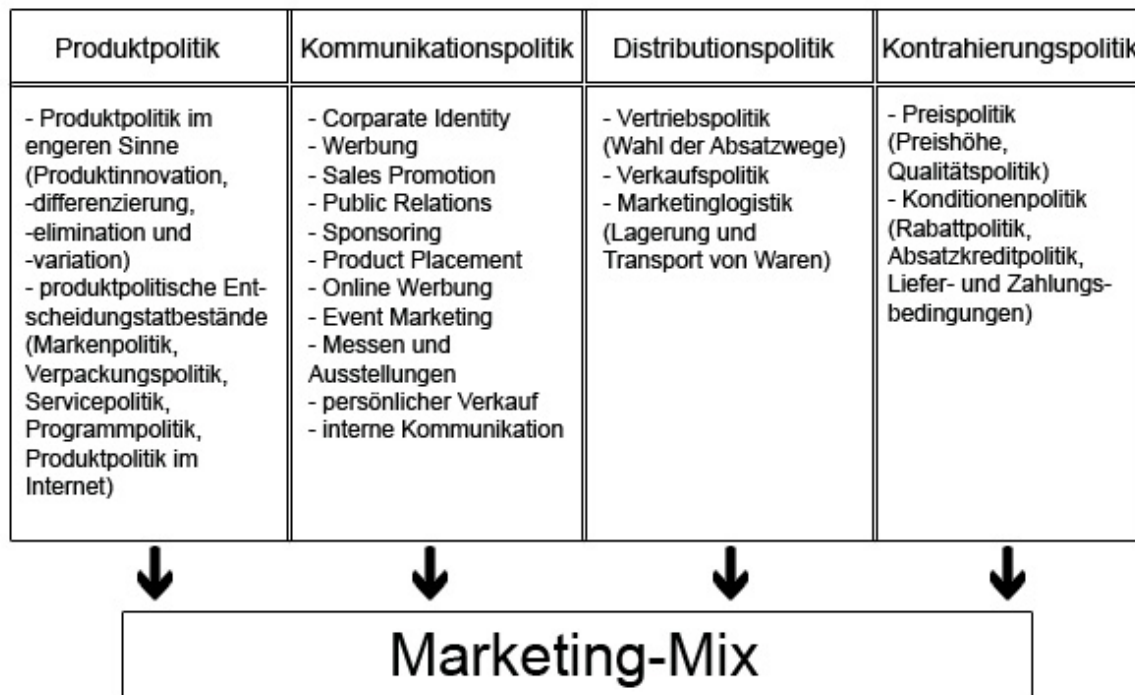 Produktpolitik
Kommunikationspolitik
Distributionspolitik
Kontrahierungspolitik
- Produktpolitik im
engeren Sinne
(Produktinnovation,
-differenzierung,
-elimination und
-variation)
- produktpolitische Ent-
scheidungstatbestände
(Markenpolitik,
Verpackungspolitik,
Servicepolitik,
Programmpolitik,
Produktpolitik im
Internet)
- Corparate Identity
- Werbung
- Sales Promotion
- Public Relations
- Sponsoring
- Product Placement
- Online Werbung
- Event Marketing
- Messen und
Ausstellungen
- persönlicher Verkauf
- interne Kommunikation
- Vertriebspolitik
(Wahl der Absatzwege)
- Verkaufspolitik
- Marketinglogistik
(Lagerung und
Transport von Waren)
- Preispolitik
(Preishöhe,
Qualitätspolitik)
- Konditionenpolitik
(Rabattpolitik,
Absatzkreditpolitik,
Liefer- und Zahlungs-
bedingungen)
Marketing-Mix